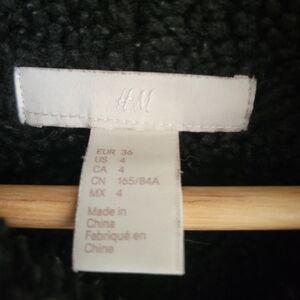 H&M
EUR 36
US 4
CA 4
CN 165/84A
MX 4
Made in
China
Fabriqué en
Chine